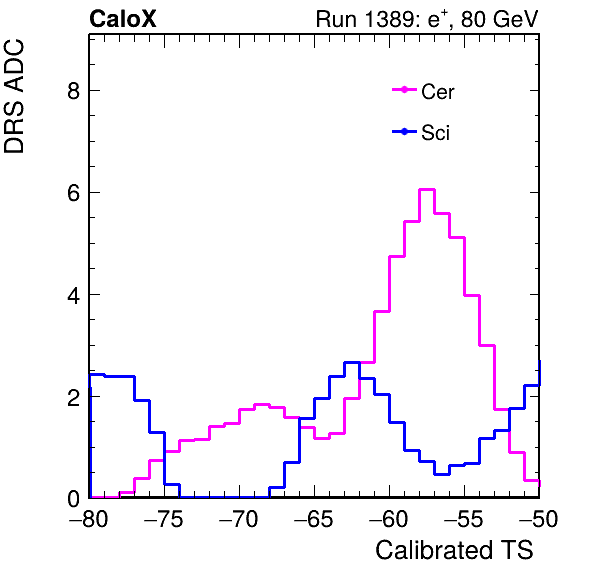 CaloX Run 1389: e⁺, 80 GeV
DRS ADC
8
6
4
2
0
Cer
Sci
−80 −75 −70 −65 −60 −55 −50
Calibrated TS